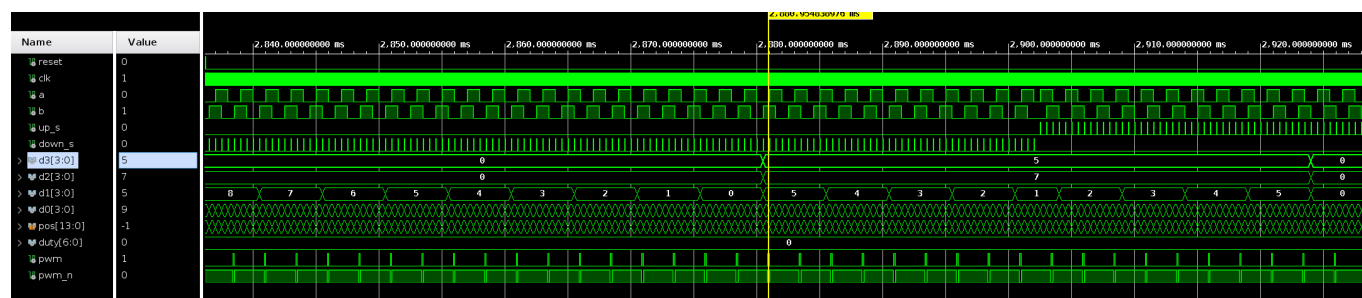 2,880.954838976 ms
Name Value 2,840.000000000 ms 2,850.000000000 ms 2,860.000000000 ms 2,870.000000000 ms 2,880.000000000 ms 2,890.000000000 ms 2,900.000000000 ms 2,910.000000000 ms 2,920.000000000 ms
reset 0
clk 1
a 0
b 1
up_s 0
down_s 0
d3[3:0] 5 0 5 0
d2[3:0] 7 0 7 0
d1[3:0] 5 8 7 6 5 4 3 2 1 0 5 4 3 2 1 2 3 4 5 0
d0[3:0] 9
pos[13:0] -1
duty[6:0] 0 0
pwm 1
pwm_n 0